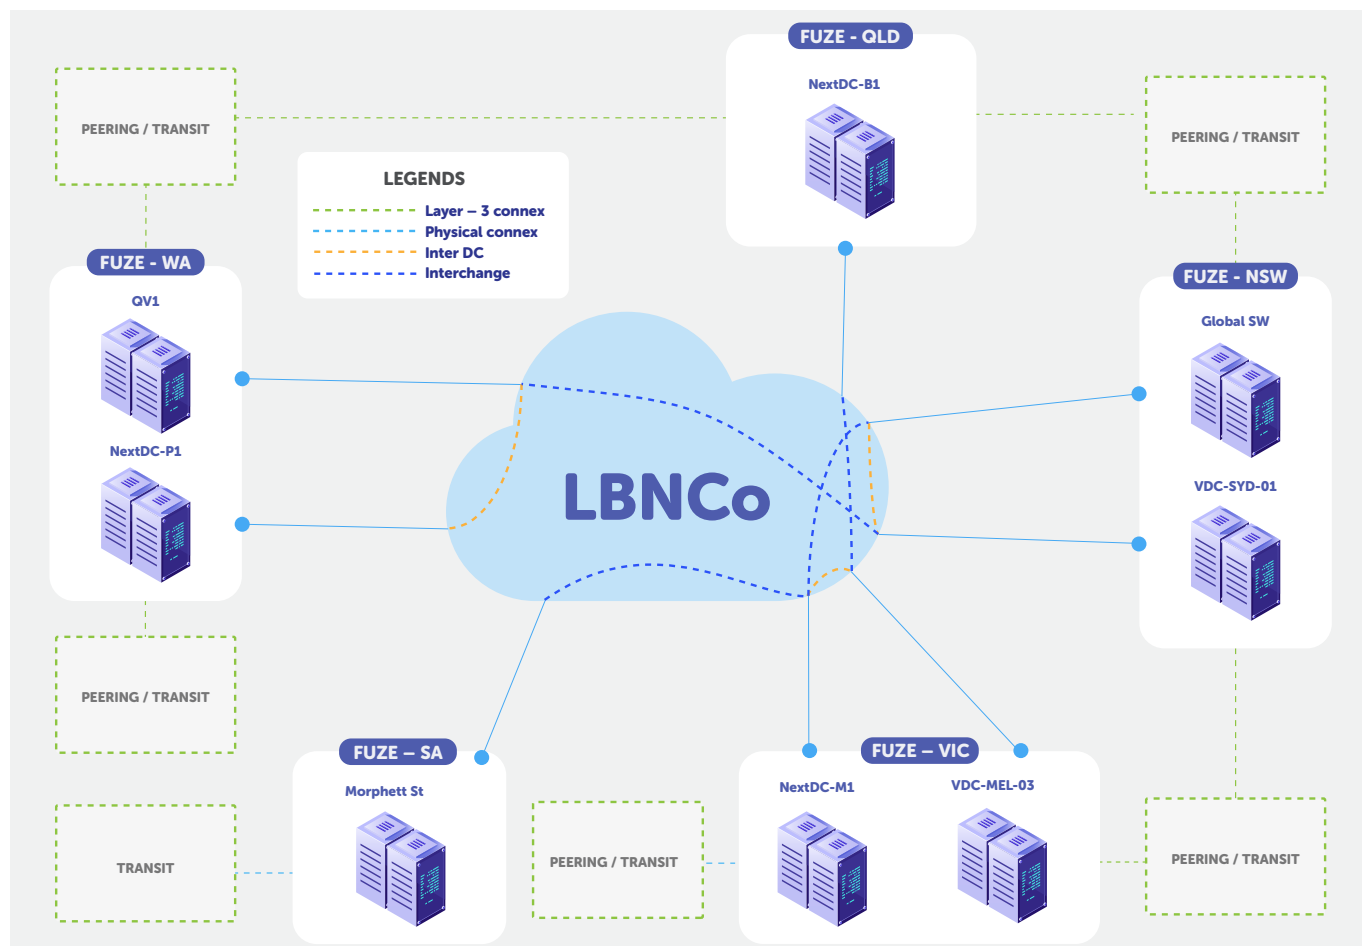 FUZE - QLD
NextDC-B1
PEERING / TRANSIT
PEERING / TRANSIT
LEGENDS
Layer – 3 connex
Physical connex
Inter DC
Interchange
FUZE - WA
QV1
NextDC-P1
FUZE - NSW
Global SW
VDC-SYD-01
LBNCo
PEERING / TRANSIT
FUZE – SA
Morphett St
FUZE – VIC
NextDC-M1
VDC-MEL-03
TRANSIT
PEERING / TRANSIT
PEERING / TRANSIT